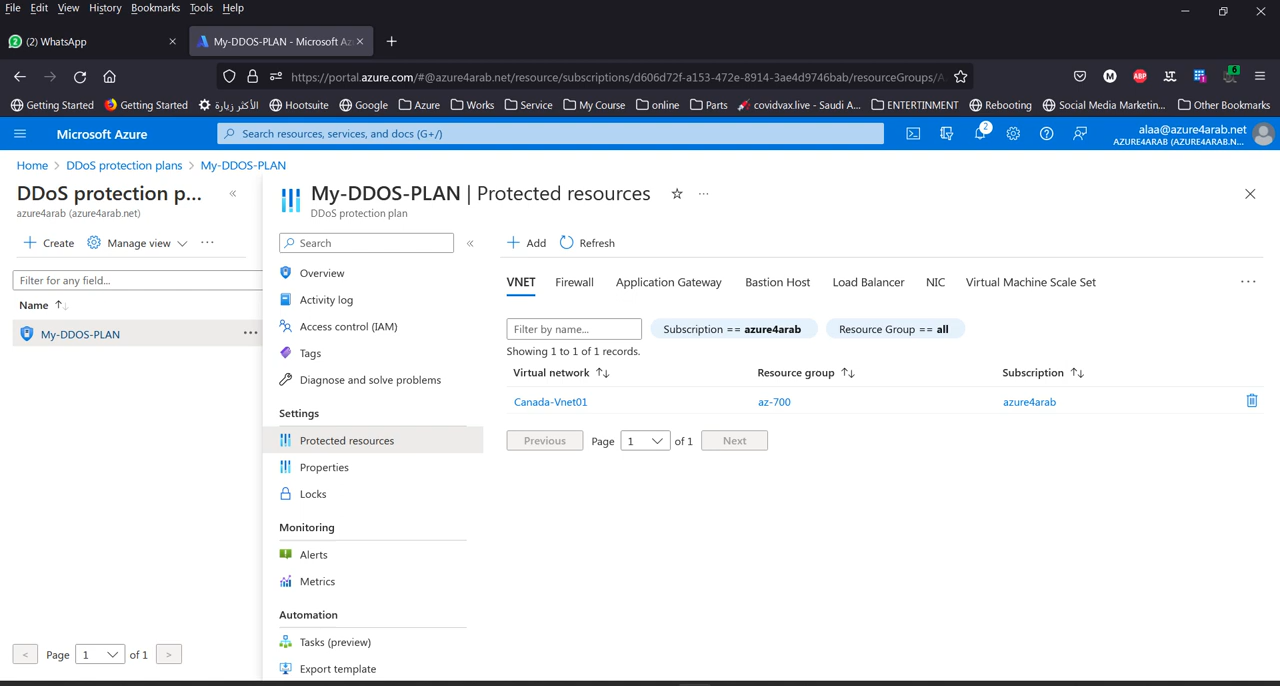 File Edit View History Bookmarks Tools Help
(2) WhatsApp
My-DDOS-PLAN - Microsoft Az
https://portal.azure.com/#@azure4arab.net/resource/subscriptions/d606d72f-a153-472e-8914-3ae4d9746bab/resourceGroups/A
ABP
6
Getting Started Getting Started الأكثر زيارة Hootsuite Google Azure Works Service My Course online Parts covidvax.live - Saudi A... ENTERTINMENT Rebooting Social Media Marketin... Other Bookmarks
Microsoft Azure
Search resources, services, and docs (G+/)
2
alaa@azure4arab.net
AZURE4ARAB (AZURE4ARAB.N...
Home > DDoS protection plans > My-DDOS-PLAN
DDoS protection p...
azure4arab (azure4arab.net)
Create Manage view ...
Filter for any field...
Name
My-DDOS-PLAN ...
< Page 1 of 1 >
My-DDOS-PLAN | Protected resources ...
DDoS protection plan
Search
Overview
Activity log
Access control (IAM)
Tags
Diagnose and solve problems
Settings
Protected resources
Properties
Locks
Monitoring
Alerts
Metrics
Automation
Tasks (preview)
Export template
Add Refresh
VNET Firewall Application Gateway Bastion Host Load Balancer NIC Virtual Machine Scale Set ...
Filter by name... Subscription == azure4arab Resource Group == all
Showing 1 to 1 of 1 records.
Virtual network Resource group Subscription
Canada-Vnet01 az-700 azure4arab
Previous Page 1 of 1 Next